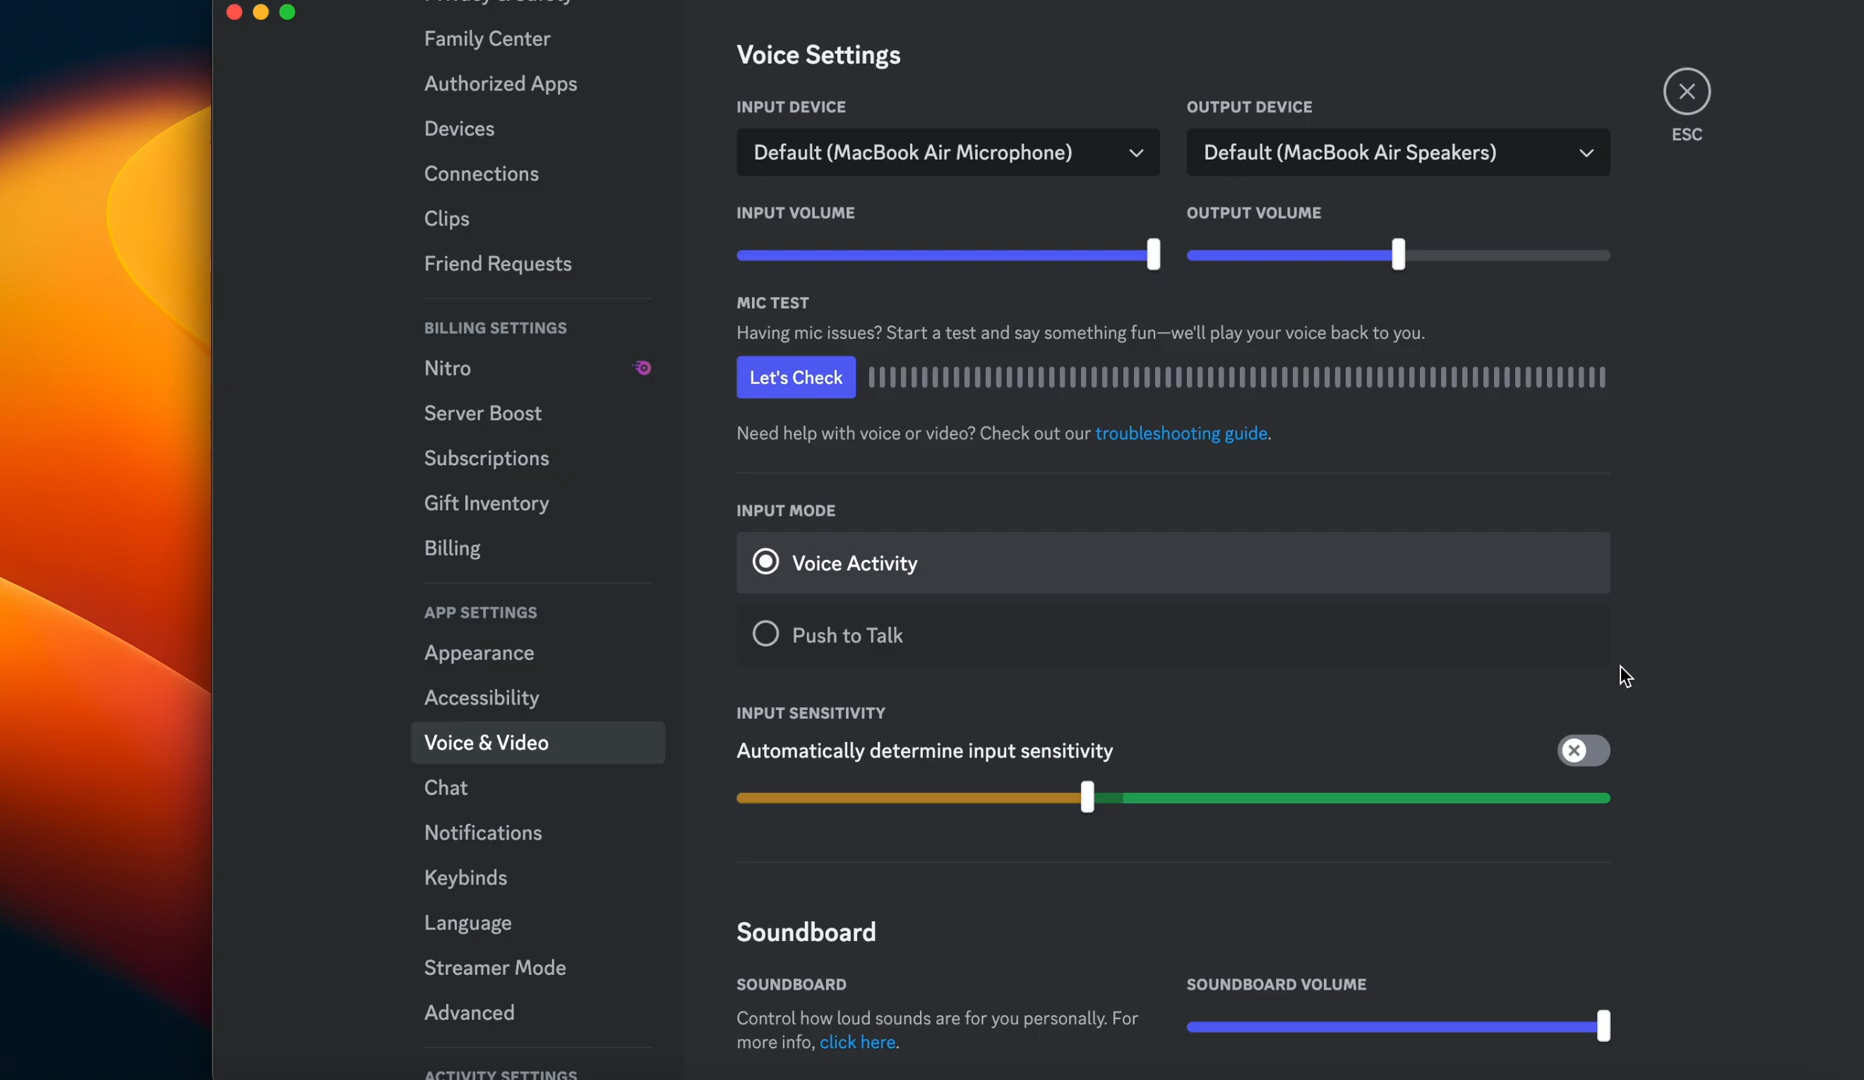 Family Center
Authorized Apps
Devices
Connections
Clips
Friend Requests
BILLING SETTINGS
Nitro
Server Boost
Subscriptions
Gift Inventory
Billing
APP SETTINGS
Appearance
Accessibility
Voice & Video
Chat
Notifications
Keybinds
Language
Streamer Mode
Advanced
ACTIVITY SETTINGS
Voice Settings
INPUT DEVICE
Default (MacBook Air Microphone)
OUTPUT DEVICE
Default (MacBook Air Speakers)
ESC
INPUT VOLUME
OUTPUT VOLUME
MIC TEST
Having mic issues? Start a test and say something fun—we'll play your voice back to you.
Let's Check
Need help with voice or video? Check out our troubleshooting guide.
INPUT MODE
Voice Activity
Push to Talk
INPUT SENSITIVITY
Automatically determine input sensitivity
Soundboard
SOUNDBOARD
Control how loud sounds are for you personally. For
more info, click here.
SOUNDBOARD VOLUME